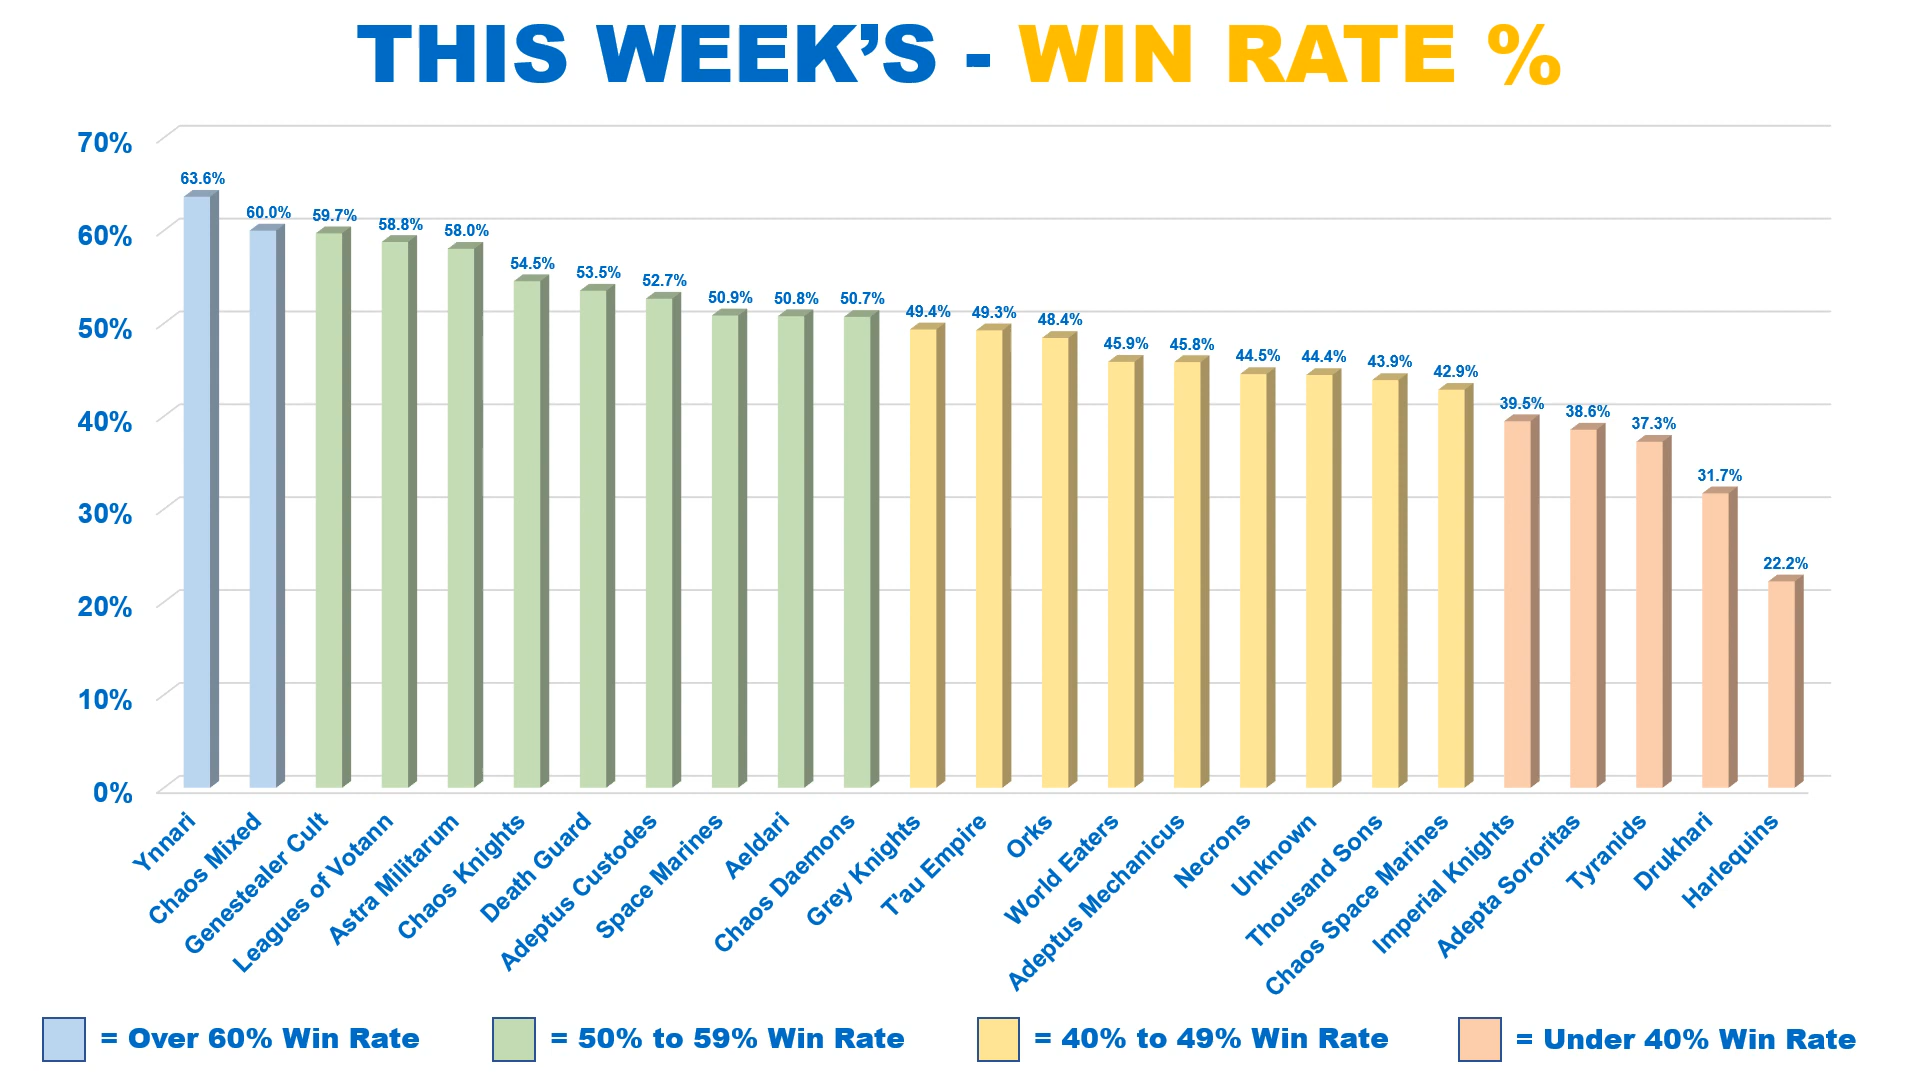 THIS WEEK'S - WIN RATE %
70%
60%
50%
40%
30%
20%
10%
0%
63.6%
60.0%
59.7%
58.8%
58.0%
54.5%
53.5%
52.7%
50.9%
50.8%
50.7%
49.4%
49.3%
48.4%
45.9%
45.8%
44.5%
44.4%
43.9%
42.9%
39.5%
38.6%
37.3%
31.7%
22.2%
Ynnari
Chaos Mixed
Genestealer Cult
Leagues of Votann
Astra Militarum
Chaos Knights
Death Guard
Adeptus Custodes
Space Marines
Aeldari
Chaos Daemons
Grey Knights
T'au Empire
Orks
World Eaters
Adeptus Mechanicus
Necrons
Unknown
Thousand Sons
Chaos Space Marines
Imperial Knights
Adepta Sororitas
Tyranids
Drukhari
Harlequins
= Over 60% Win Rate
= 50% to 59% Win Rate
= 40% to 49% Win Rate
= Under 40% Win Rate